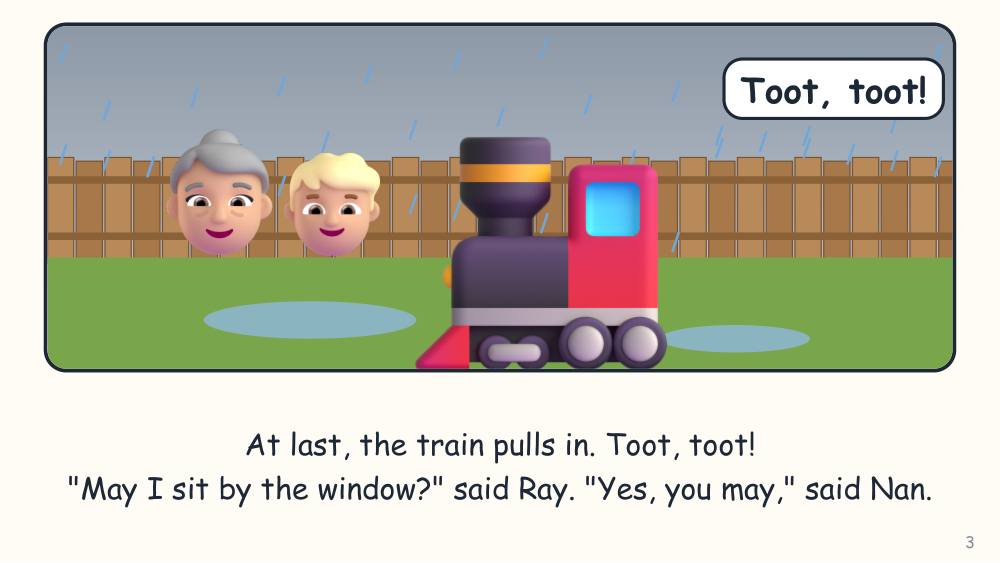 Toot, toot!
At last, the train pulls in. Toot, toot!
"May I sit by the window?" said Ray. "Yes, you may," said Nan.
3